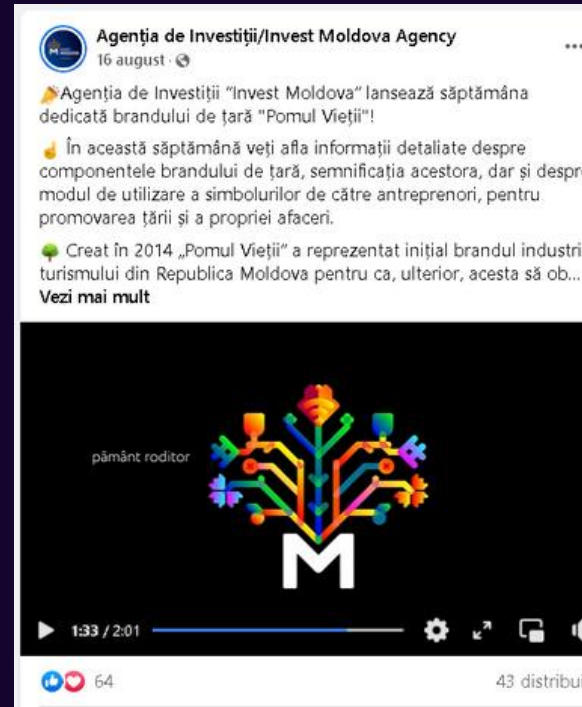 Agenția de Investiții/Invest Moldova Agency
16 august
Agenția de Investiții "Invest Moldova" lansează săptămâna
dedicată brandului de țară "Pomul Vieții"!
În această săptămână veți afla informații detaliate despre
componentele brandului de țară, semnificația acestora, dar și despre
modul de utilizare a simbolurilor de către antreprenori, pentru
promovarea țării și a propriei afaceri.
Creat în 2014 „Pomul Vieții" a reprezentat inițial brandul industri
turismului din Republica Moldova pentru ca, ulterior, acesta să ob...
Vezi mai mult
pământ roditor
M
1:33 / 2:01
64 43 distribui